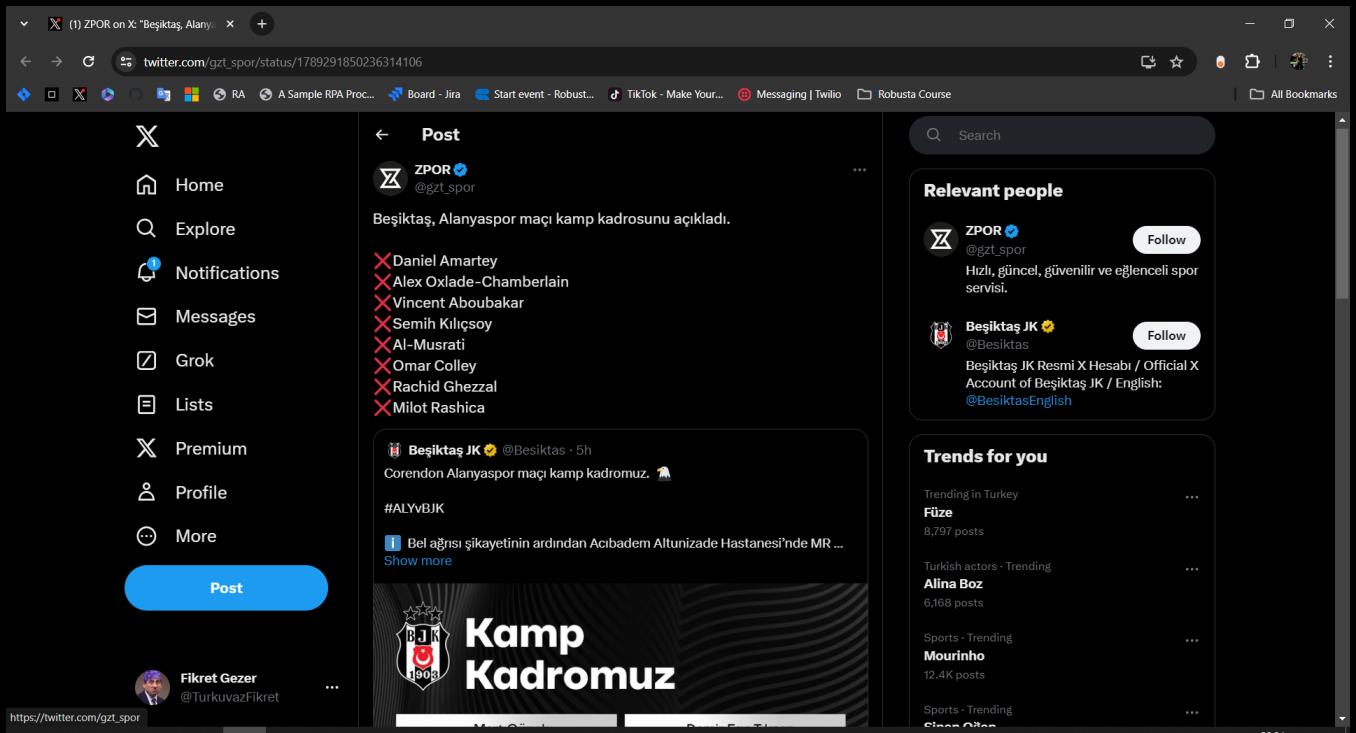 (1) ZPOR on X: "Beşiktaş, Alanya
twitter.com/gzt_spor/status/1789291850236314106
RA
A Sample RPA Proc...
Board - Jira
Start event - Robust...
TikTok - Make Your...
Messaging | Twilio
Robusta Course
All Bookmarks
Home
Explore
1
Notifications
Messages
Grok
Lists
Premium
Profile
More
Post
Fikret Gezer
@TurkuvazFikret
https://twitter.com/gzt_spor
Post
ZPOR
@gzt_spor
Beşiktaş, Alanyaspor maçı kamp kadrosunu açıkladı.
❌Daniel Amartey
❌Alex Oxlade-Chamberlain
❌Vincent Aboubakar
❌Semih Kılıçsoy
❌Al-Musrati
❌Omar Colley
❌Rachid Ghezzal
❌Milot Rashica
Beşiktaş JK @Besiktas · 5h
Corendon Alanyaspor maçı kamp kadromuz. 🦅
#ALYvBJK
ℹ️ Bel ağrısı şikayetinin ardından Acıbadem Altunizade Hastanesi’nde MR ...
Show more
BJK
1903
Kamp
Kadromuz
Search
Relevant people
ZPOR
@gzt_spor
Follow
Hızlı, güncel, güvenilir ve eğlenceli spor
servisi.
Beşiktaş JK
@Besiktas
Follow
Beşiktaş JK Resmi X Hesabı / Official X
Account of Beşiktaş JK / English:
@BesiktasEnglish
Trends for you
Trending in Turkey
Füze
8,797 posts
Turkish actors · Trending
Alina Boz
6,168 posts
Sports · Trending
Mourinho
12.4K posts
Sports · Trending